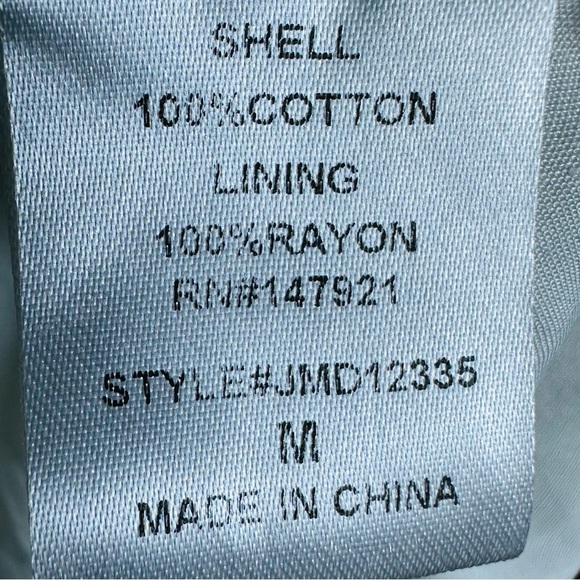 SHELL
100%COTTON
LINING
100%RAYON
RN#147921
STYLE#JMD12335
M
MADE IN CHINA